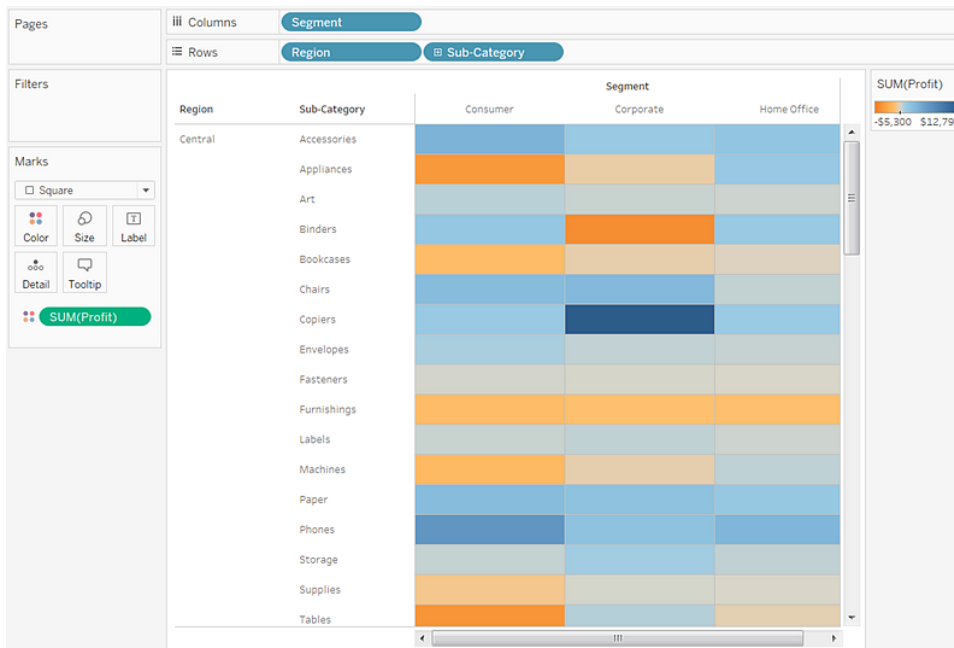 Pages
Columns
Segment
Rows
Region
Sub-Category
Filters
Marks
Square
Color
Size
Label
Detail
Tooltip
SUM(Profit)
Segment
Region
Sub-Category
Consumer
Corporate
Home Office
Central
Accessories
Appliances
Art
Binders
Bookcases
Chairs
Copiers
Envelopes
Fasteners
Furnishings
Labels
Machines
Paper
Phones
Storage
Supplies
Tables
SUM(Profit)
-$5,300 $12,79